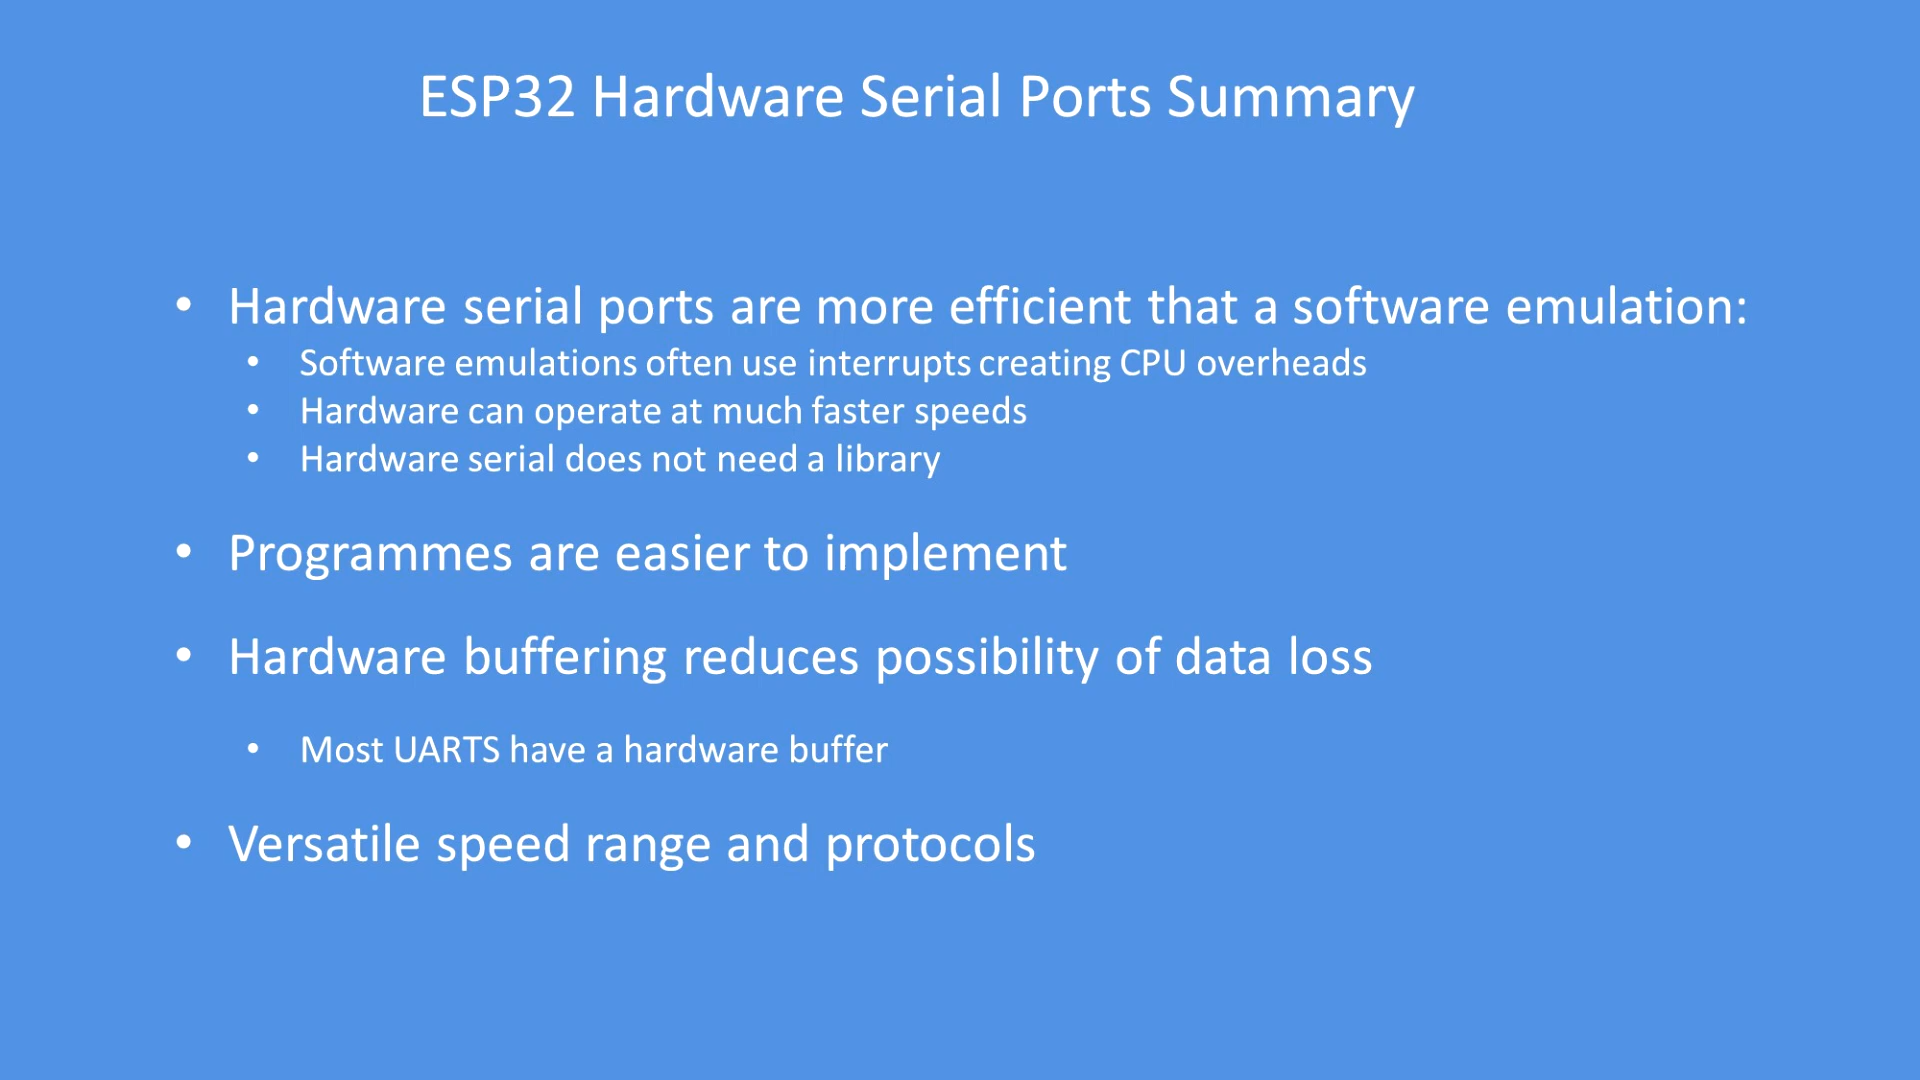 ESP32 Hardware Serial Ports Summary
• Hardware serial ports are more efficient that a software emulation:
• Software emulations often use interrupts creating CPU overheads
• Hardware can operate at much faster speeds
• Hardware serial does not need a library
• Programmes are easier to implement
• Hardware buffering reduces possibility of data loss
• Most UARTS have a hardware buffer
• Versatile speed range and protocols